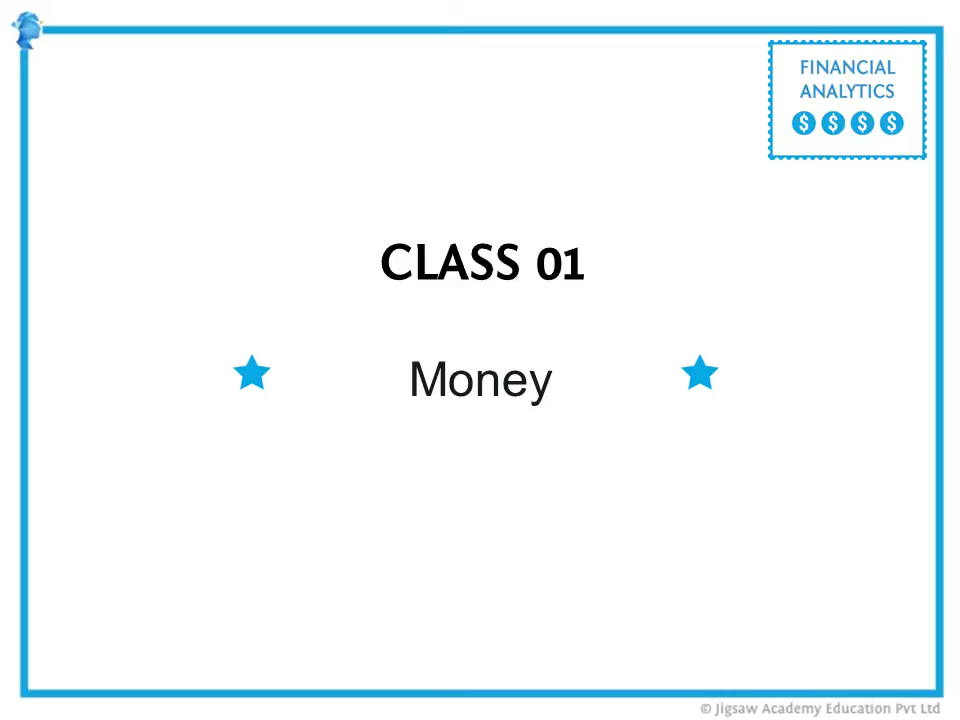 FINANCIAL
ANALYTICS
$ $ $ $
CLASS 01
Money
© Jigsaw Academy Education Pvt Ltd